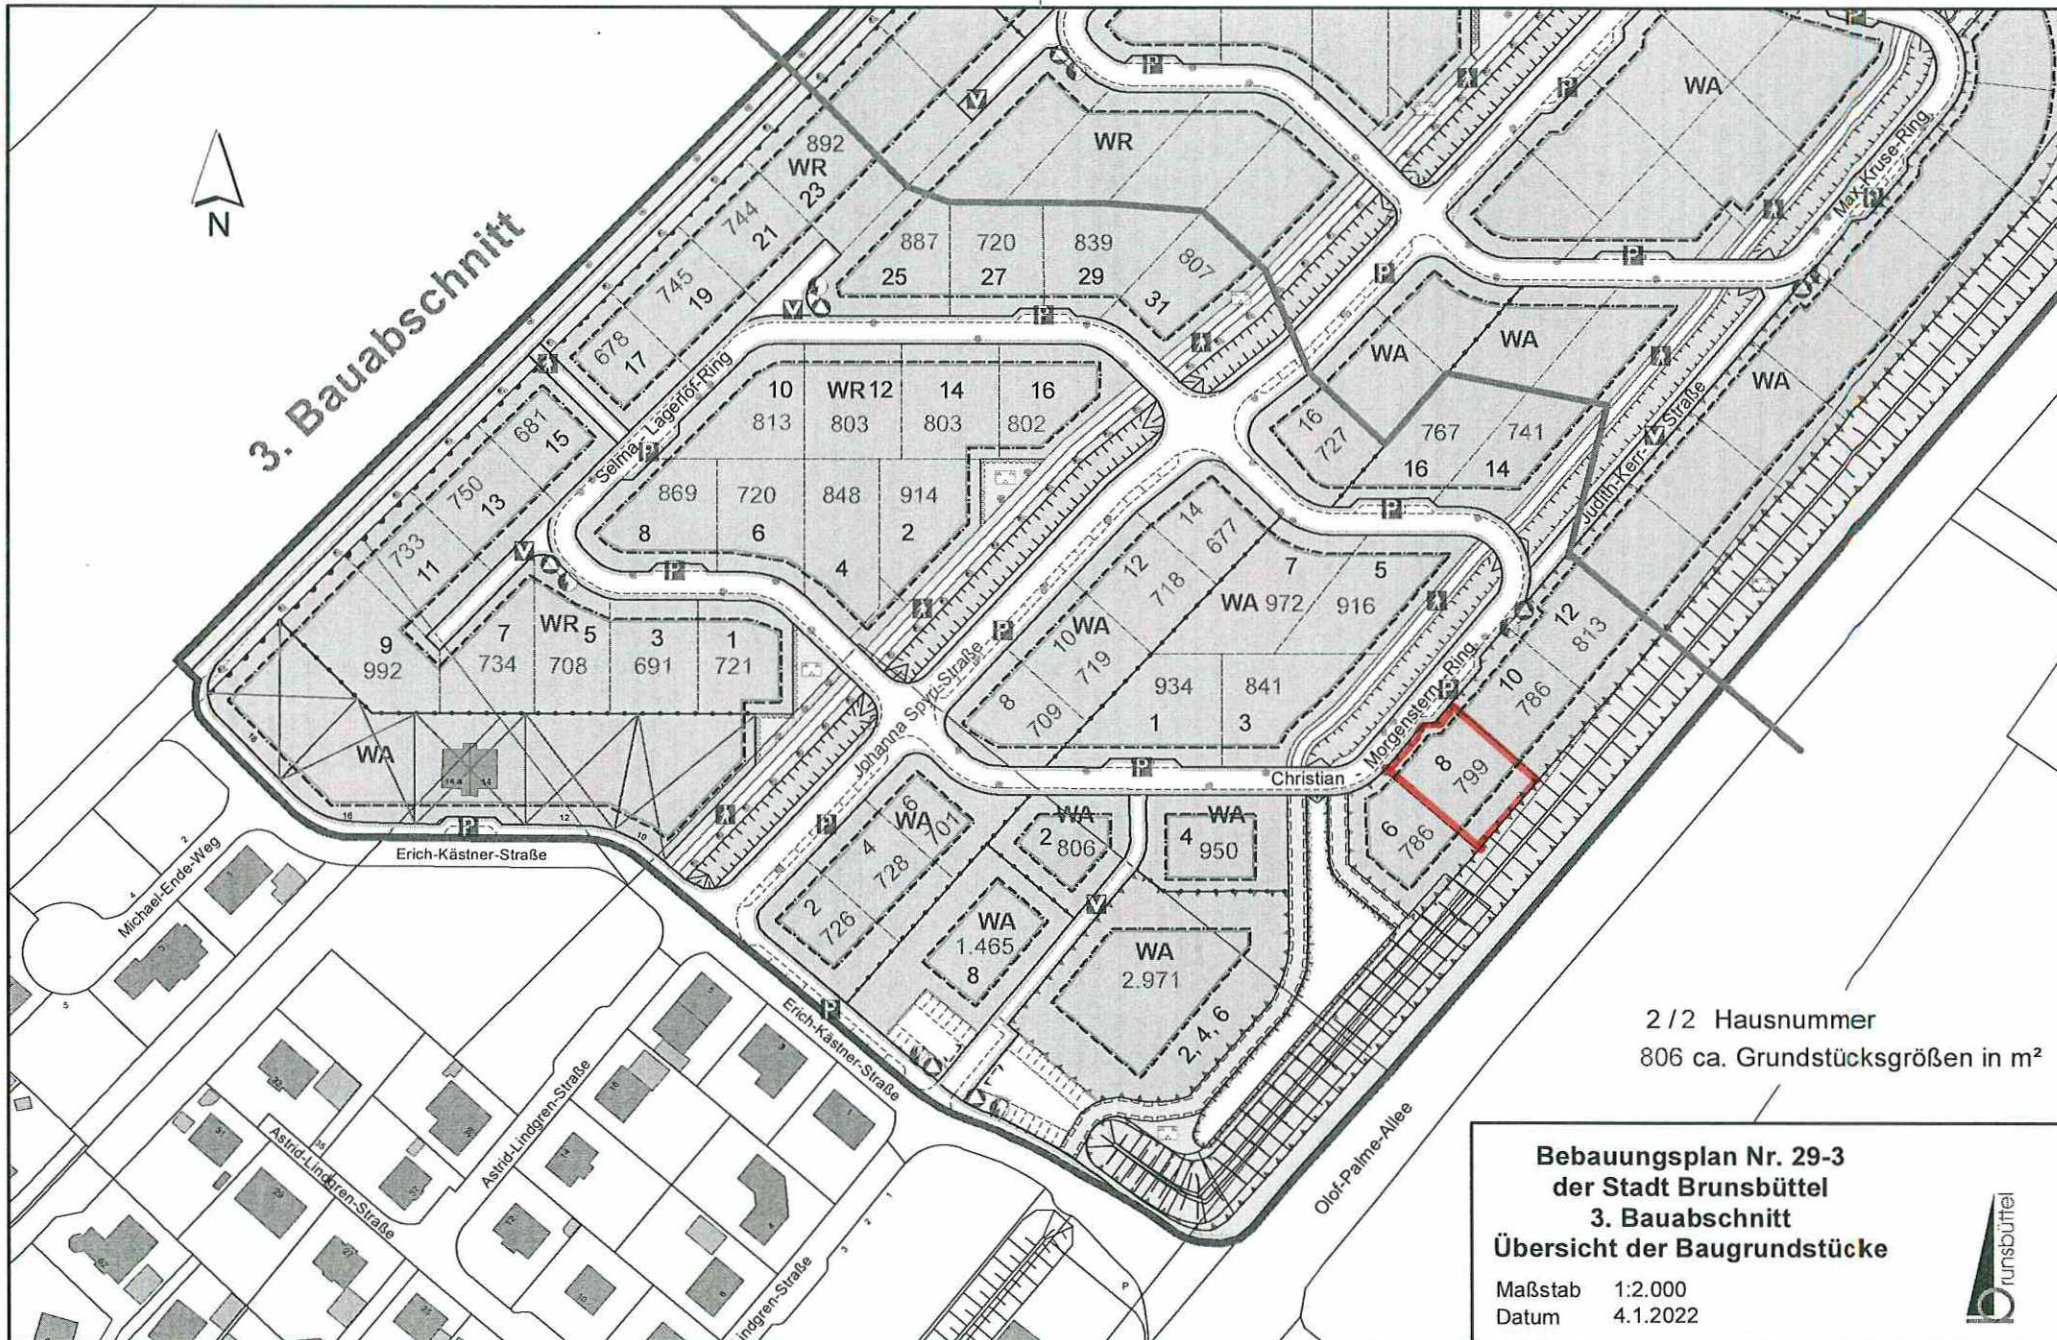 3. Bauabschnitt
N
892
WR
23
744
21
745
19
678
17
WR
887
25
720
27
839
29
807
31
WA
Max-Kruse-Ring
681
15
750
13
733
11
Selma - Lagerlöf-Ring
10
WR 12
14
16
813
803
803
802
869
720
848
914
8
6
4
2
WA
WA
WA
16
727
767
741
16
14
Judith-Kerr-Straße
9
992
7
WR 5
3
1
734
708
691
721
WA
14 a
14
18
16
12
10
14
677
12
718
10
WA
719
8
709
7
5
WA 972
916
934
841
1
3
12
813
10
786
8
799
6
786
Johanna Spyri-Straße
Christian - Morgenstern - Ring
6
WA
701
4
728
2
726
WA
2
806
WA
4
950
WA
1.465
8
WA
2.971
2, 4, 6
Erich-Kästner-Straße
Michael-Ende-Weg
Erich-Kästner-Straße
Astrid-Lindgren-Straße
Astrid-Lindgren-Straße
indgren-Straße
Olof-Palme-Allee
2 / 2 Hausnummer
806 ca. Grundstücksgrößen in m²
Bebauungsplan Nr. 29-3
der Stadt Brunsbüttel
3. Bauabschnitt
Übersicht der Baugrundstücke
Maßstab 1:2.000
Datum 4.1.2022
Brunsbüttel